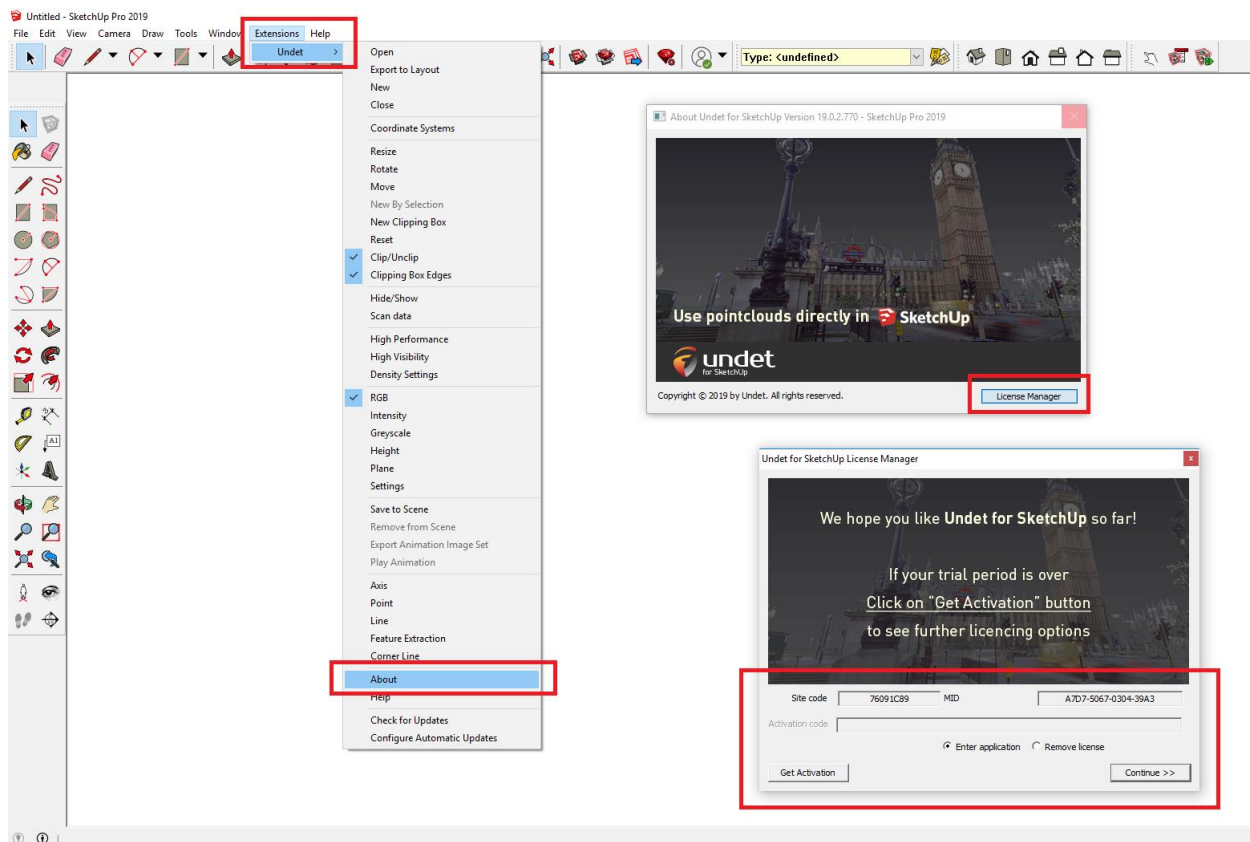 Untitled - SketchUp Pro 2019
File Edit View Camera Draw Tools Window Extensions Help
Undet >
Type: <undefined>
Open
Export to Layout
New
Close
Coordinate Systems
Resize
Rotate
Move
New By Selection
New Clipping Box
Reset
Clip/Unclip
Clipping Box Edges
Hide/Show
Scan data
High Performance
High Visibility
Density Settings
RGB
Intensity
Greyscale
Height
Plane
Settings
Save to Scene
Remove from Scene
Export Animation Image Set
Play Animation
Axis
Point
Line
Feature Extraction
Corner Line
About
Help
Check for Updates
Configure Automatic Updates
A1
About Undet for SketchUp Version 19.0.2.770 - SketchUp Pro 2019
Use pointclouds directly in SketchUp
undet
for SketchUp
Copyright © 2019 by Undet. All rights reserved.
License Manager
Undet for SketchUp License Manager
We hope you like Undet for SketchUp so far!
If your trial period is over
Click on "Get Activation" button
to see further licencing options
Site code 76091C89 MID A7D7-5067-0304-39A3
Activation code
Enter application Remove license
Get Activation Continue >>